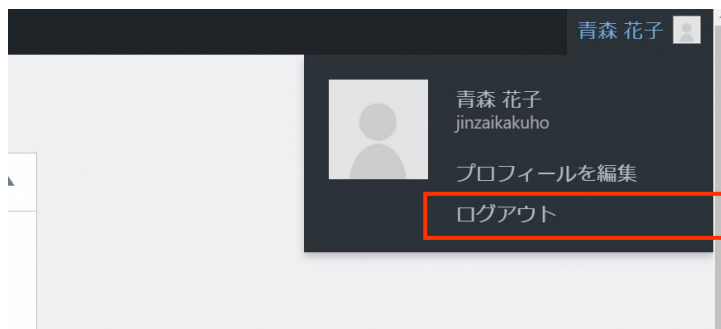 青森 花子
青森 花子
jinzaikakuho
プロフィールを編集
ログアウト